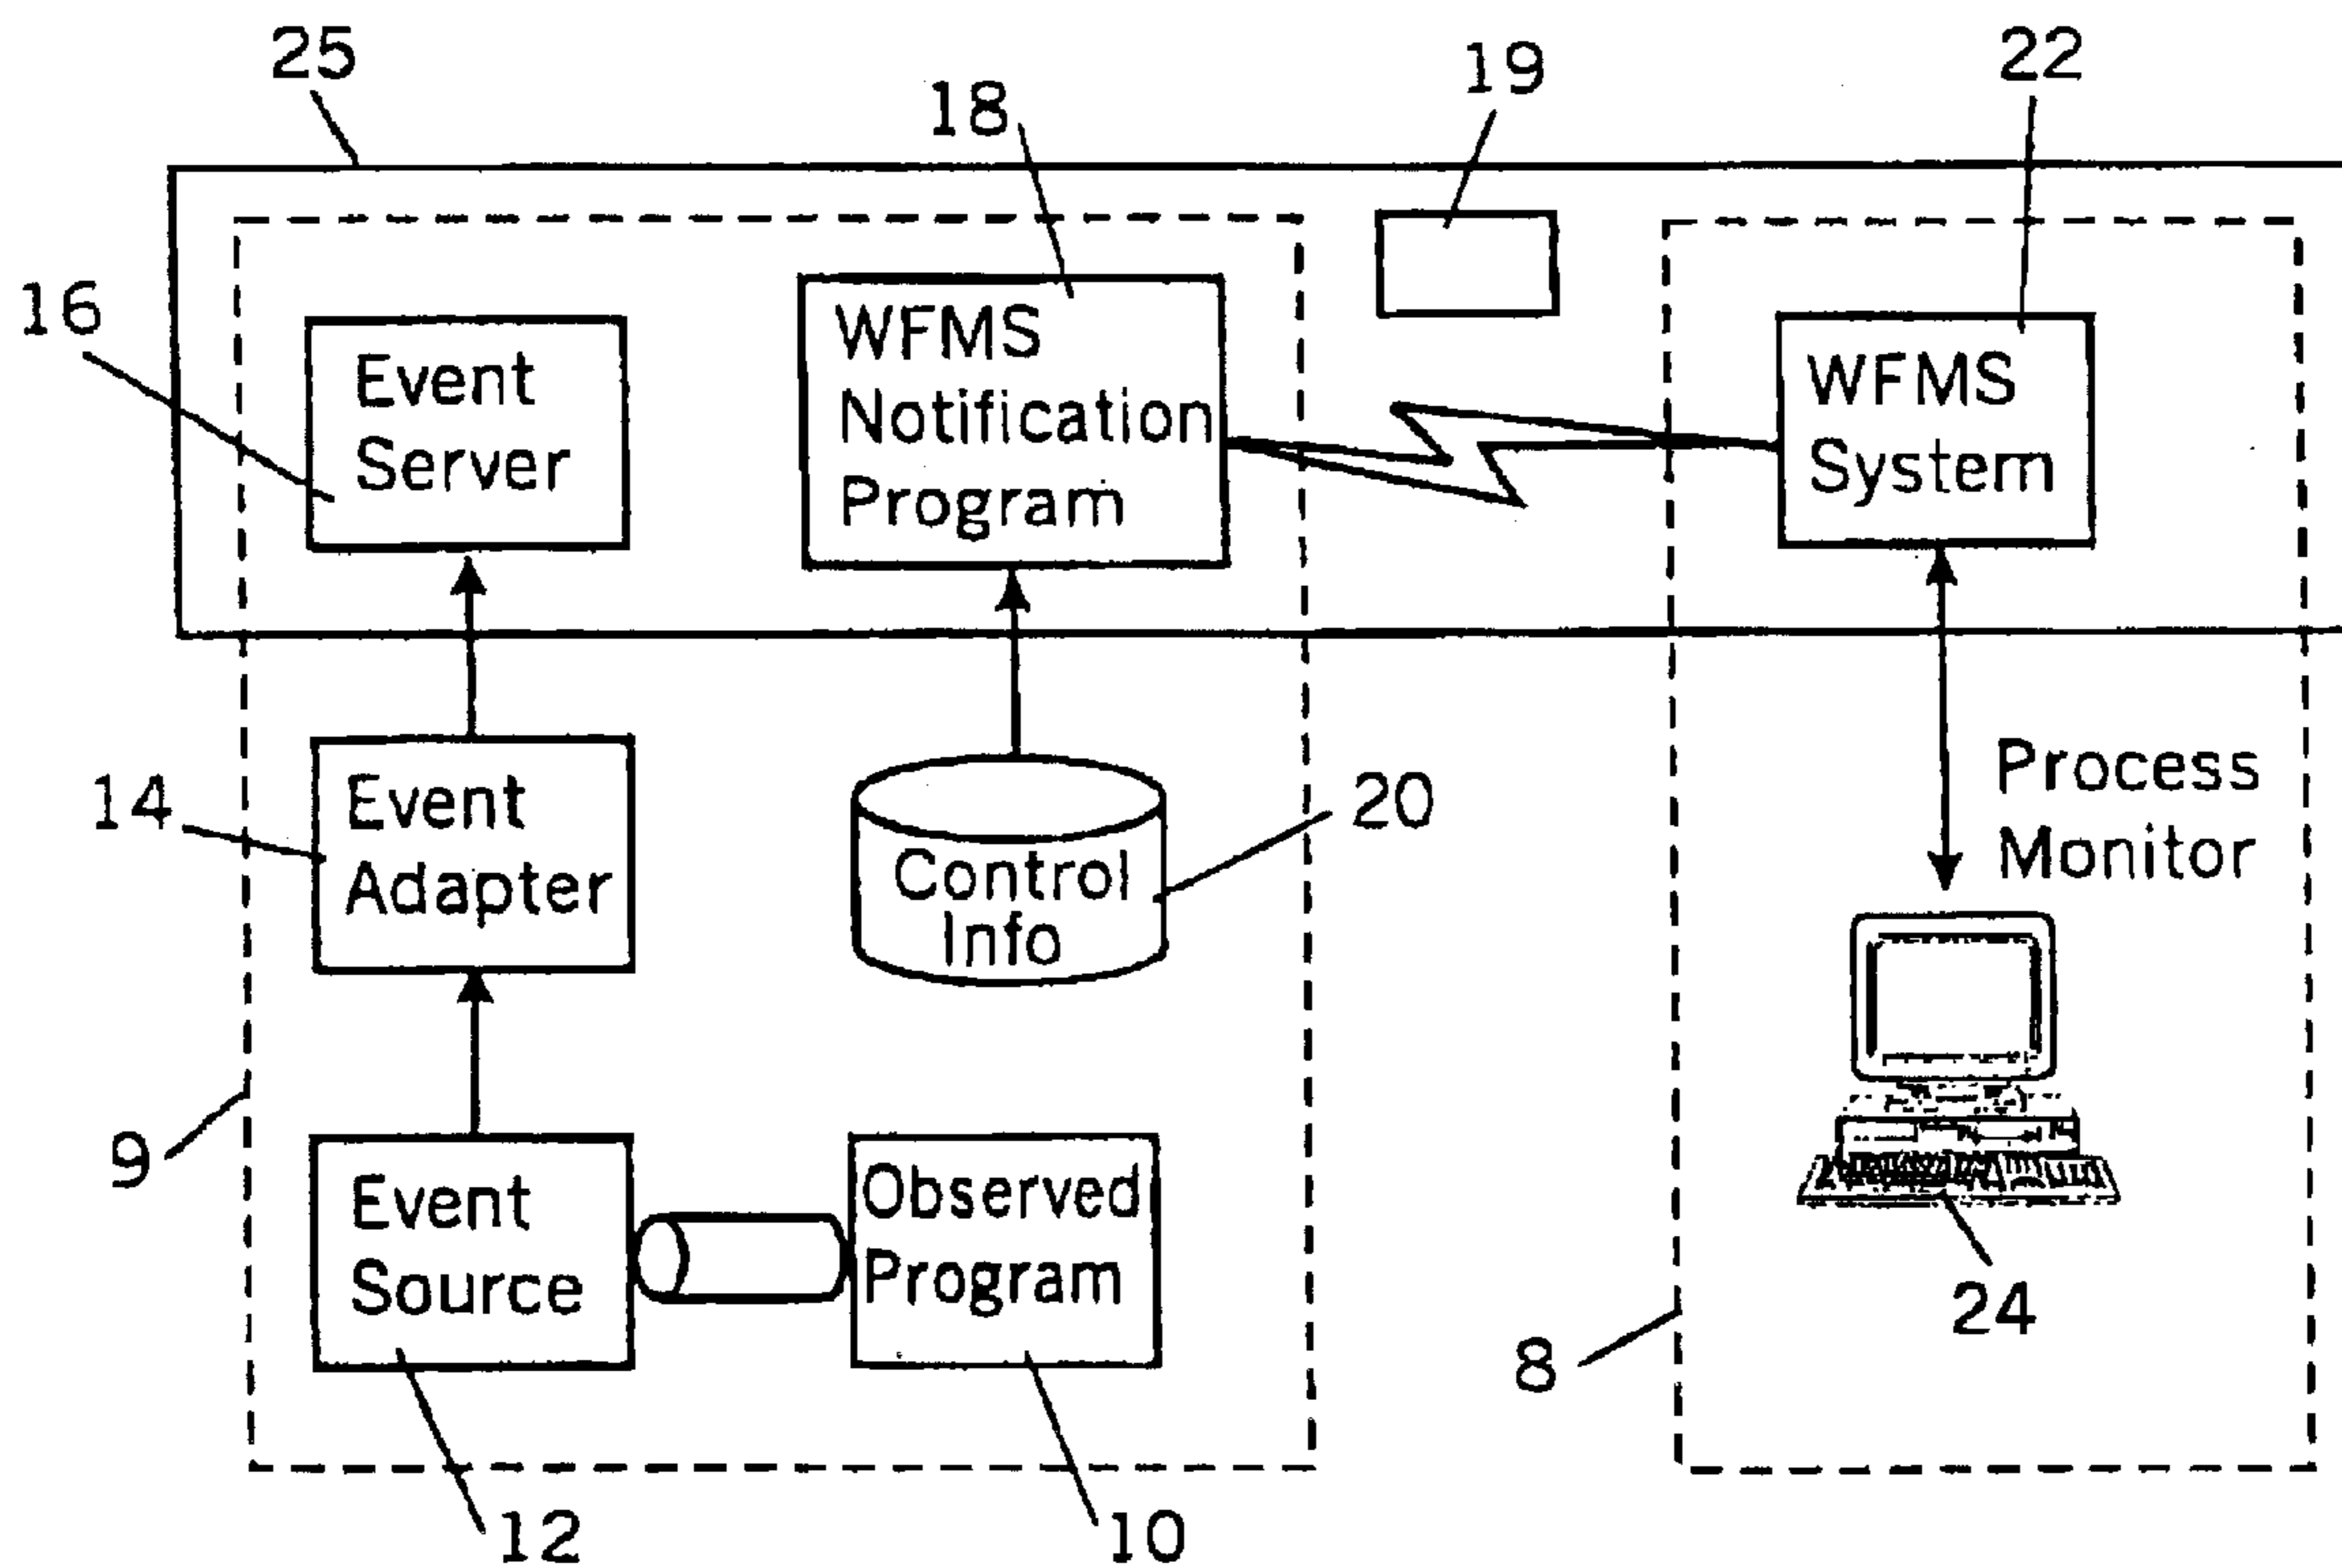 25
19
22
18
16
Event
Server
WFMS
Notification
Program
WFMS
System
14
Event
Adapter
Control
Info
20
Process
Monitor
9
Event
Source
Observed
Program
8
24
12
10